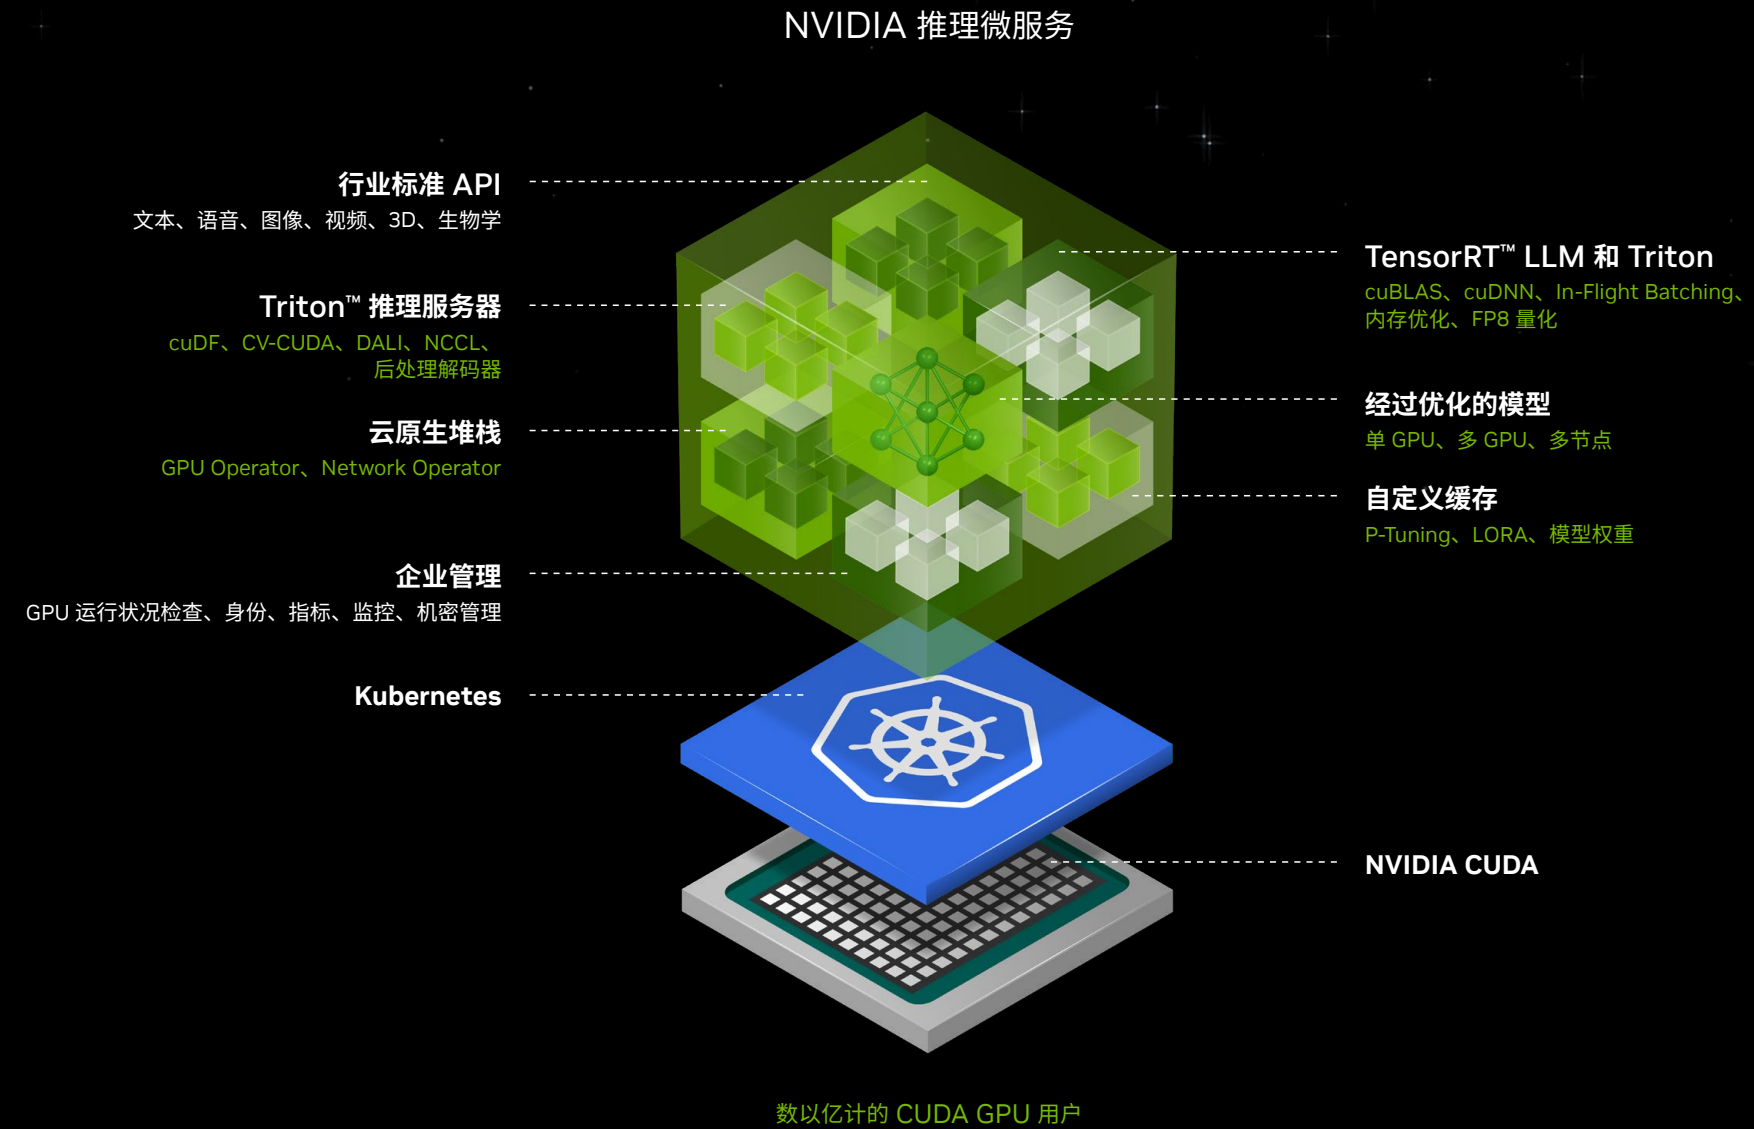 NVIDIA 推理微服务
行业标准 API
文本、语音、图像、视频、3D、生物学
Triton™ 推理服务器
cuDF、CV-CUDA、DALI、NCCL、
后处理解码器
云原生堆栈
GPU Operator、Network Operator
企业管理
GPU 运行状况检查、身份、指标、监控、机密管理
Kubernetes
TensorRT™ LLM 和 Triton
cuBLAS、cuDNN、In-Flight Batching、
内存优化、FP8 量化
经过优化的模型
单 GPU、多 GPU、多节点
自定义缓存
P-Tuning、LORA、模型权重
NVIDIA CUDA
数以亿计的 CUDA GPU 用户